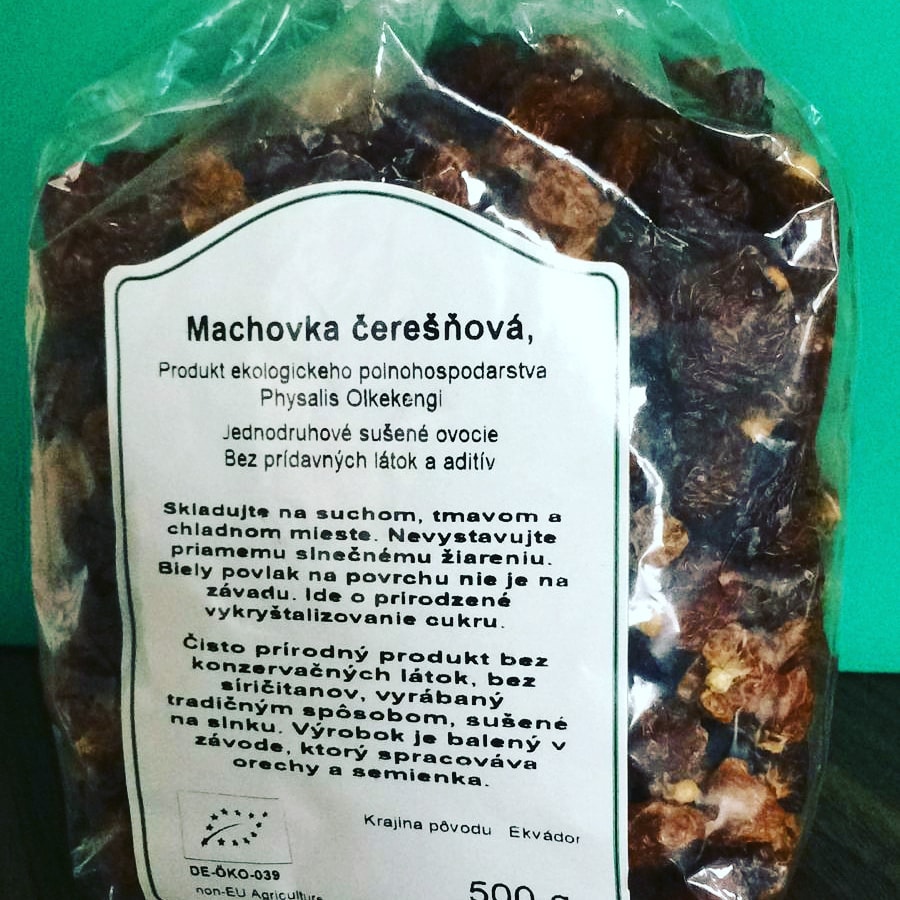 Machovka čerešňová,
Produkt ekologickeho polnohospodarstva
Physalis Olkekengi
Jednodruhové sušené ovocie
Bez prídavných látok a aditív
Skladujte na suchom, tmavom a
chladnom mieste. Nevystavujte
priamemu slnečnému žiareniu.
Biely povlak na povrchu nie je na
závadu. Ide o prirodzené
vykryštalizovanie cukru.
Čisto prírodný produkt bez
konzervačných látok, bez
síričitanov, vyrábaný
tradičným spôsobom, sušené
na slnku. Výrobok je balený v
závode, ktorý spracováva
orechy a semienka.
Krajina pôvodu Ekvádor
DE-ÖKO-039
non-EU Agriculture
500 g